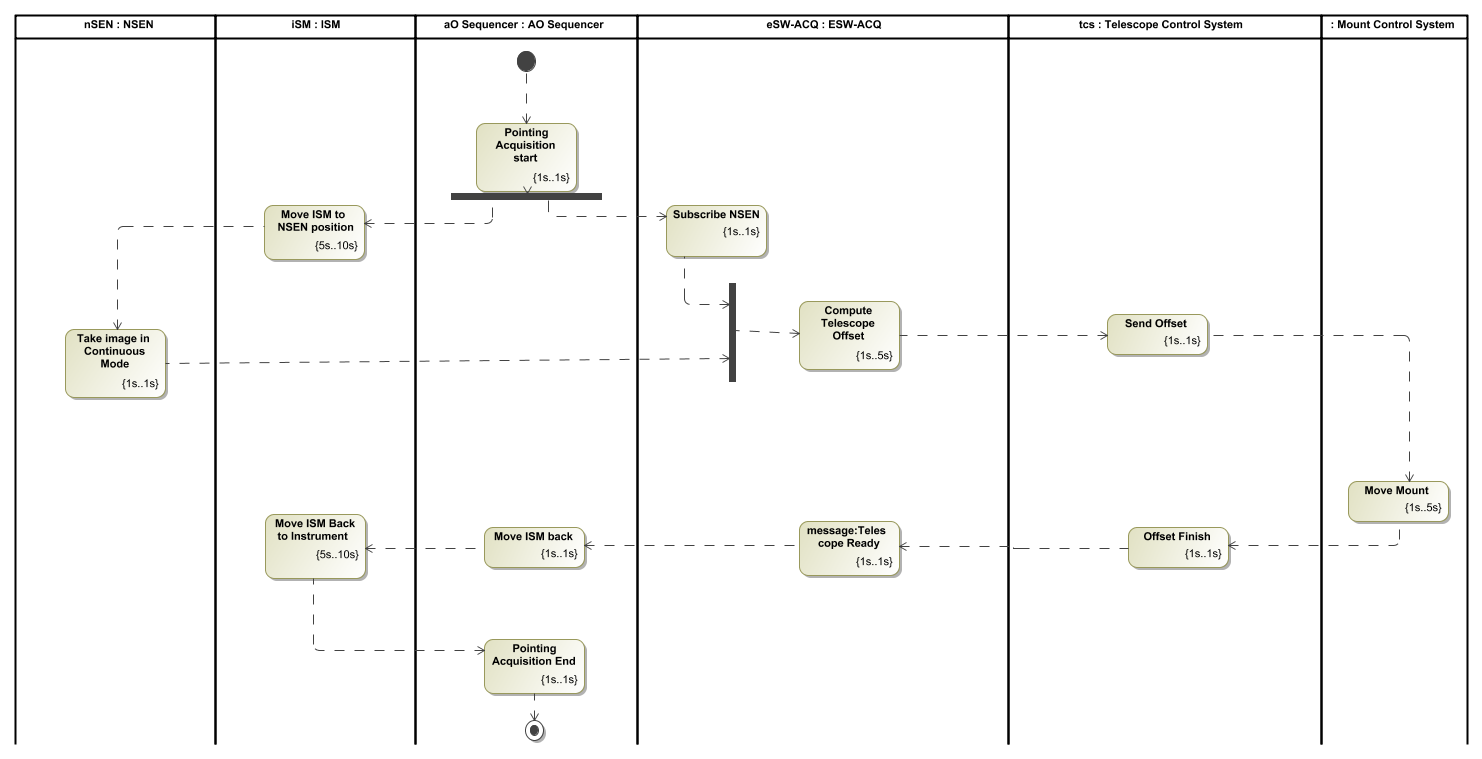 nSEN : NSEN
iSM : ISM
aO Sequencer : AO Sequencer
eSW-ACQ : ESW-ACQ
tcs : Telescope Control System
: Mount Control System
Pointing
Acquisition
start
{1s..1s}
Move ISM to
NSEN position
{5s..10s}
Subscribe NSEN
{1s..1s}
Take image in
Continuous
Mode
{1s..1s}
Compute
Telescope
Offset
{1s..5s}
Send Offset
{1s..1s}
Move Mount
{1s..5s}
Move ISM Back
to Instrument
{5s..10s}
Move ISM back
{1s..1s}
message:Teles
cope Ready
{1s..1s}
Offset Finish
{1s..1s}
Pointing
Acquisition End
{1s..1s}